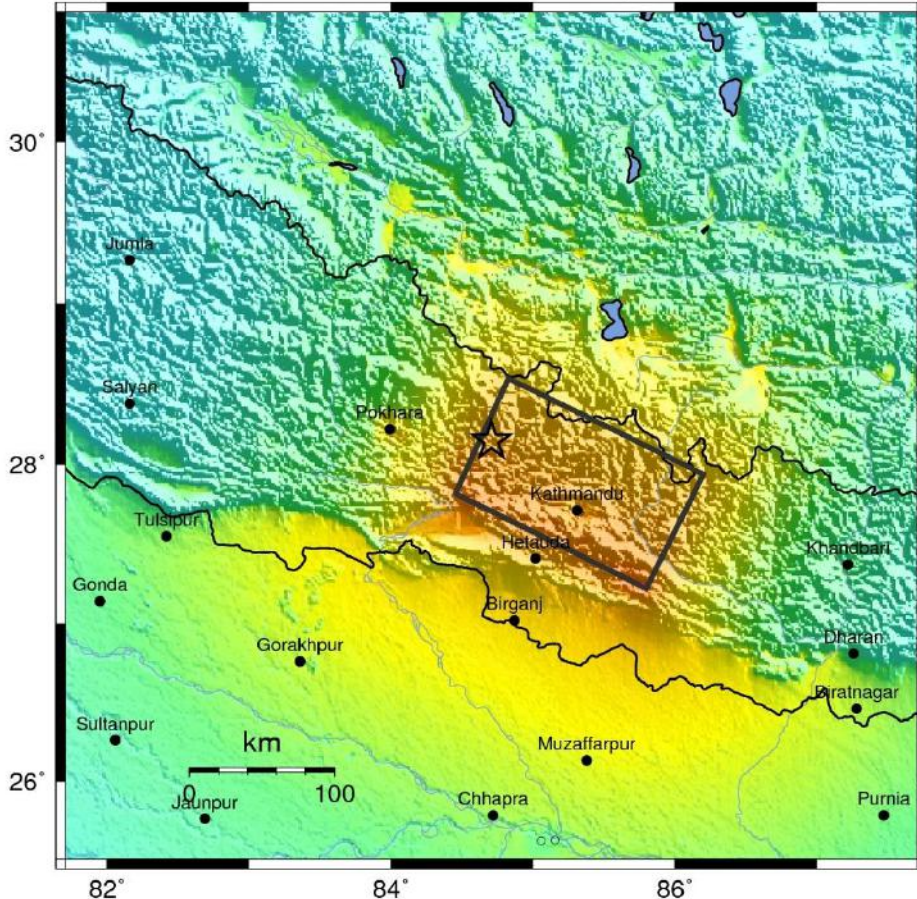 30°
Jumla
Salyan
Pokhara
28°
Kathmandu
Tulsipur
Hetauda
Khandbari
Gonda
Birganj
Gorakhpur
Dharan
Biratnagar
Sultanpur
km
Muzaffarpur
26°
0 100
Jaunpur
Chhapra
Purnia
82° 84° 86°